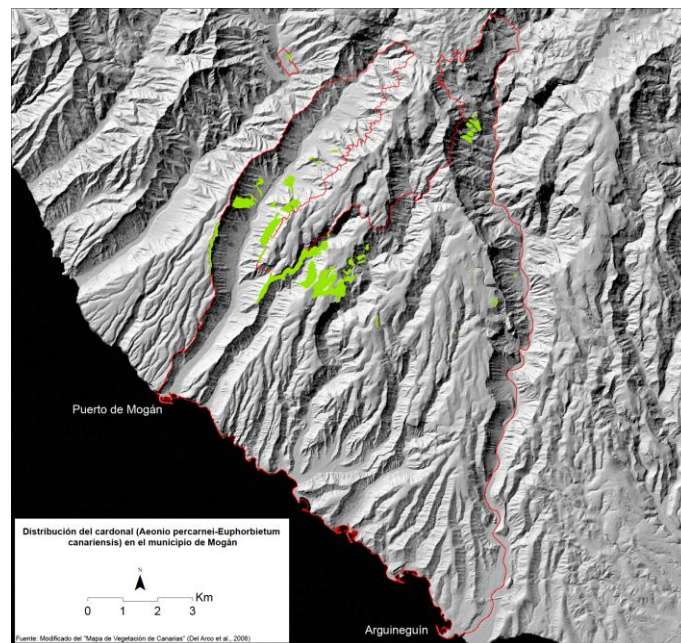 Puerto de Mogán
Distribución del cardonal (Aeonio percarnei-Euphorbietum
canariensis) en el municipio de Mogán
N
0 1 2 3 Km
Arguineguín
Fuente: Modificado del "Mapa de Vegetación de Canarias" (Del Arco et al., 2006)